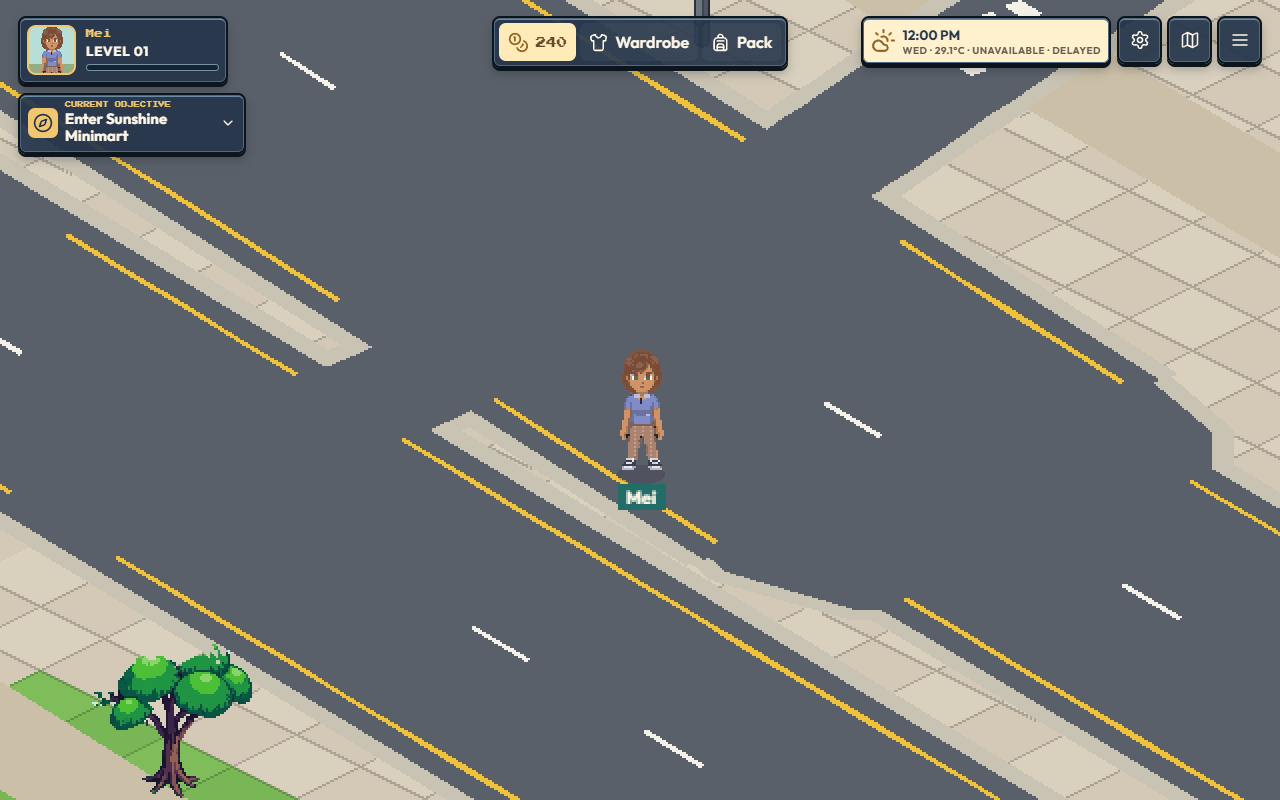 Mei
LEVEL 01
CURRENT OBJECTIVE
Enter Sunshine
Minimart
240
Wardrobe
Pack
12:00 PM
WED · 29.1°C · UNAVAILABLE · DELAYED
Mei